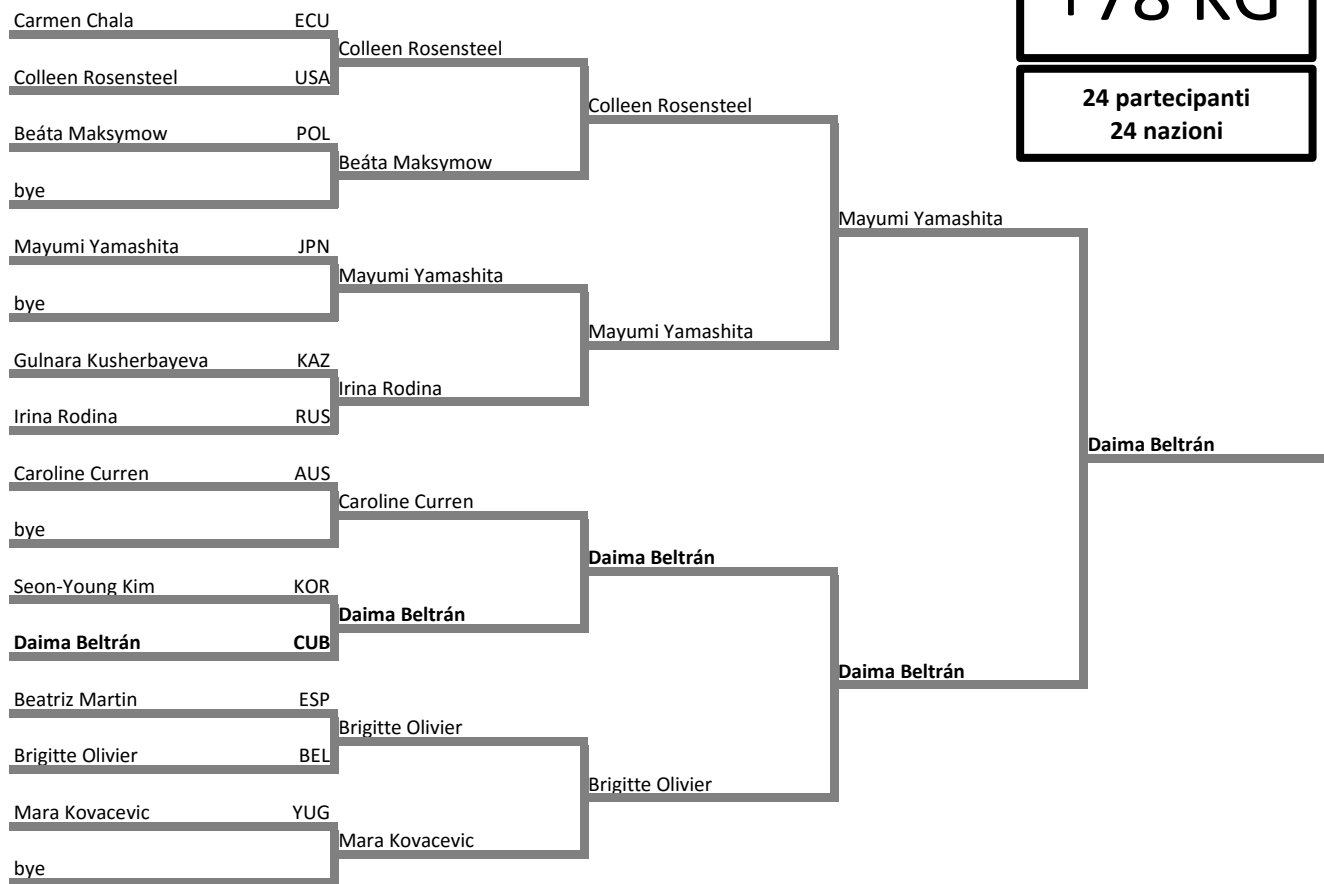 +78 KG
24 partecipanti
24 nazioni
Carmen Chala ECU
Colleen Rosensteel
Colleen Rosensteel USA
Colleen Rosensteel
Beáta Maksymow POL
Beáta Maksymow
bye
Mayumi Yamashita
Mayumi Yamashita JPN
Mayumi Yamashita
bye
Mayumi Yamashita
Gulnara Kusherbayeva KAZ
Irina Rodina
Irina Rodina RUS
Daima Beltrán
Caroline Curren AUS
Caroline Curren
bye
Daima Beltrán
Seon-Young Kim KOR
Daima Beltrán
Daima Beltrán CUB
Daima Beltrán
Beatriz Martin ESP
Brigitte Olivier
Brigitte Olivier BEL
Brigitte Olivier
Mara Kovacevic YUG
Mara Kovacevic
bye